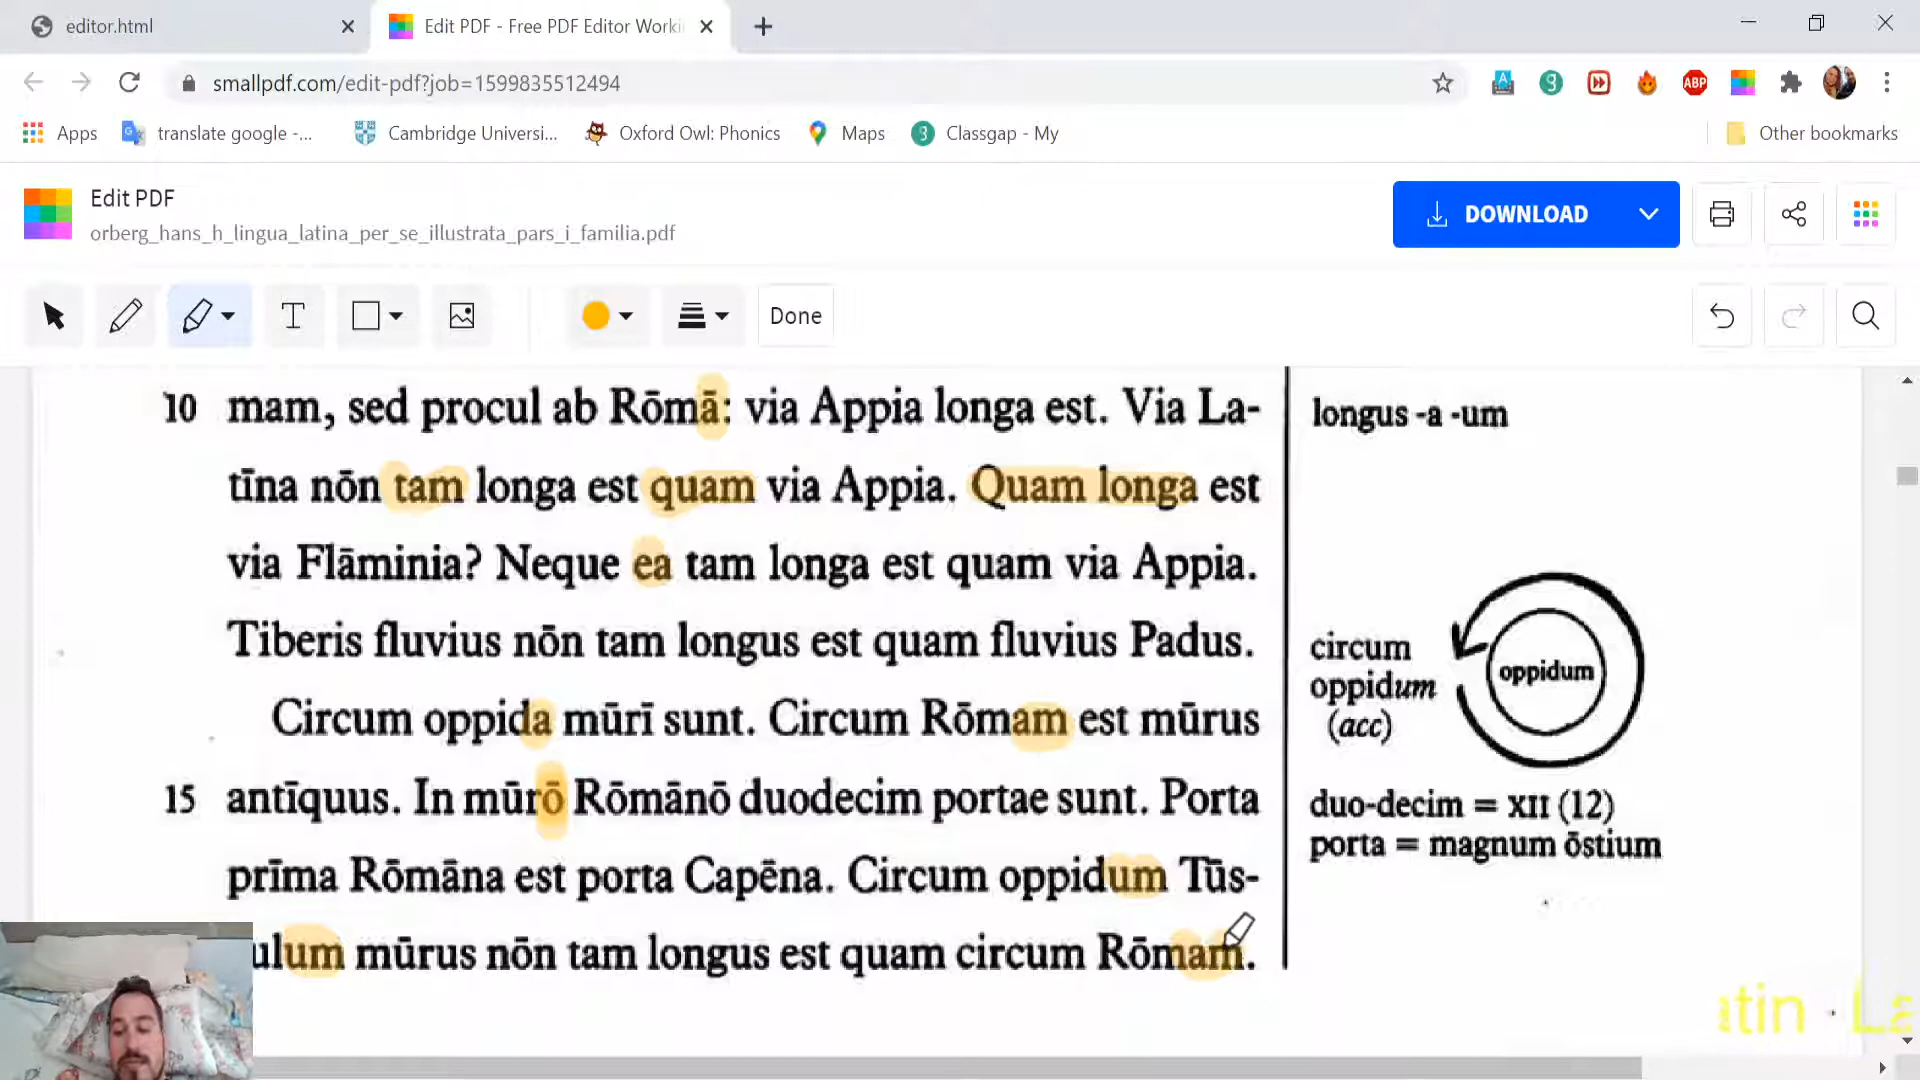 editor.html
Edit PDF - Free PDF Editor Worki
smallpdf.com/edit-pdf?job=1599835512494
Apps
translate google -...
Cambridge Universi...
Oxford Owl: Phonics
Maps
Classgap - My
Other bookmarks
Edit PDF
orberg_hans_h_lingua_latina_per_se_illustrata_pars_i_familia.pdf
DOWNLOAD
Done
10 mam, sed procul ab Rōmā: via Appia longa est. Via La-
tīna nōn tam longa est quam via Appia. Quam longa est
via Flāminia? Neque ea tam longa est quam via Appia.
Tiberis fluvius nōn tam longus est quam fluvius Padus.
Circum oppida mūrī sunt. Circum Rōmam est mūrus
15 antīquus. In mūrō Rōmānō duodecim portae sunt. Porta
prīma Rōmāna est porta Capēna. Circum oppidum Tūs-
ulum mūrus nōn tam longus est quam circum Rōmam.
longus -a -um
circum
oppidum
(acc)
oppidum
duo-decim = XII (12)
porta = magnum ōstium
ABP